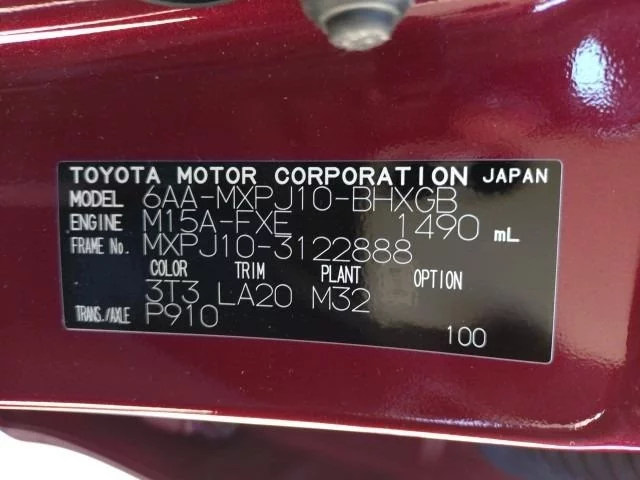 TOYOTA MOTOR CORPORATION JAPAN
MODEL 6AA-MXPJ10-BHXGB
ENGINE M15A-FXE 1490 mL
FRAME No. MXPJ10-3122888
COLOR TRIM PLANT OPTION
3T3 LA20 M32
TRANS./AXLE P910
100